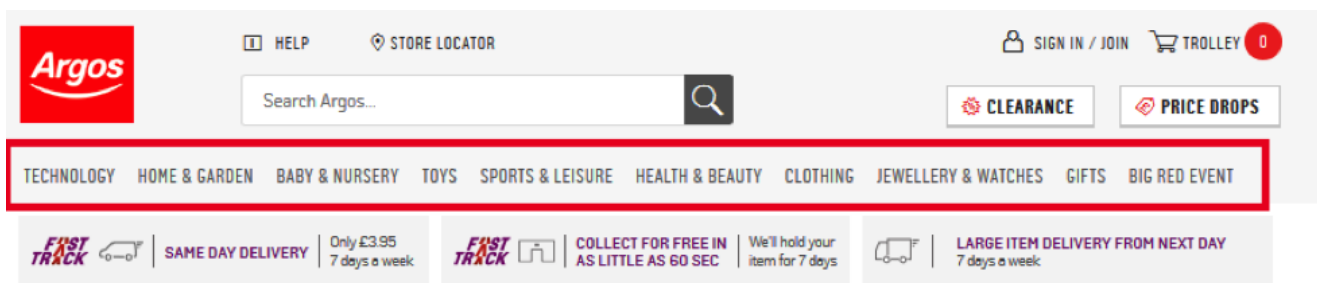 Argos
HELP
STORE LOCATOR
SIGN IN / JOIN
TROLLEY
0
Search Argos...
CLEARANCE
PRICE DROPS
TECHNOLOGY HOME & GARDEN BABY & NURSERY TOYS SPORTS & LEISURE HEALTH & BEAUTY CLOTHING JEWELLERY & WATCHES GIFTS BIG RED EVENT
FAST
TRACK
SAME DAY DELIVERY
Only £3.95
7 days a week
FAST
TRACK
COLLECT FOR FREE IN
AS LITTLE AS 60 SEC
We'll hold your
item for 7 days
LARGE ITEM DELIVERY FROM NEXT DAY
7 days a week